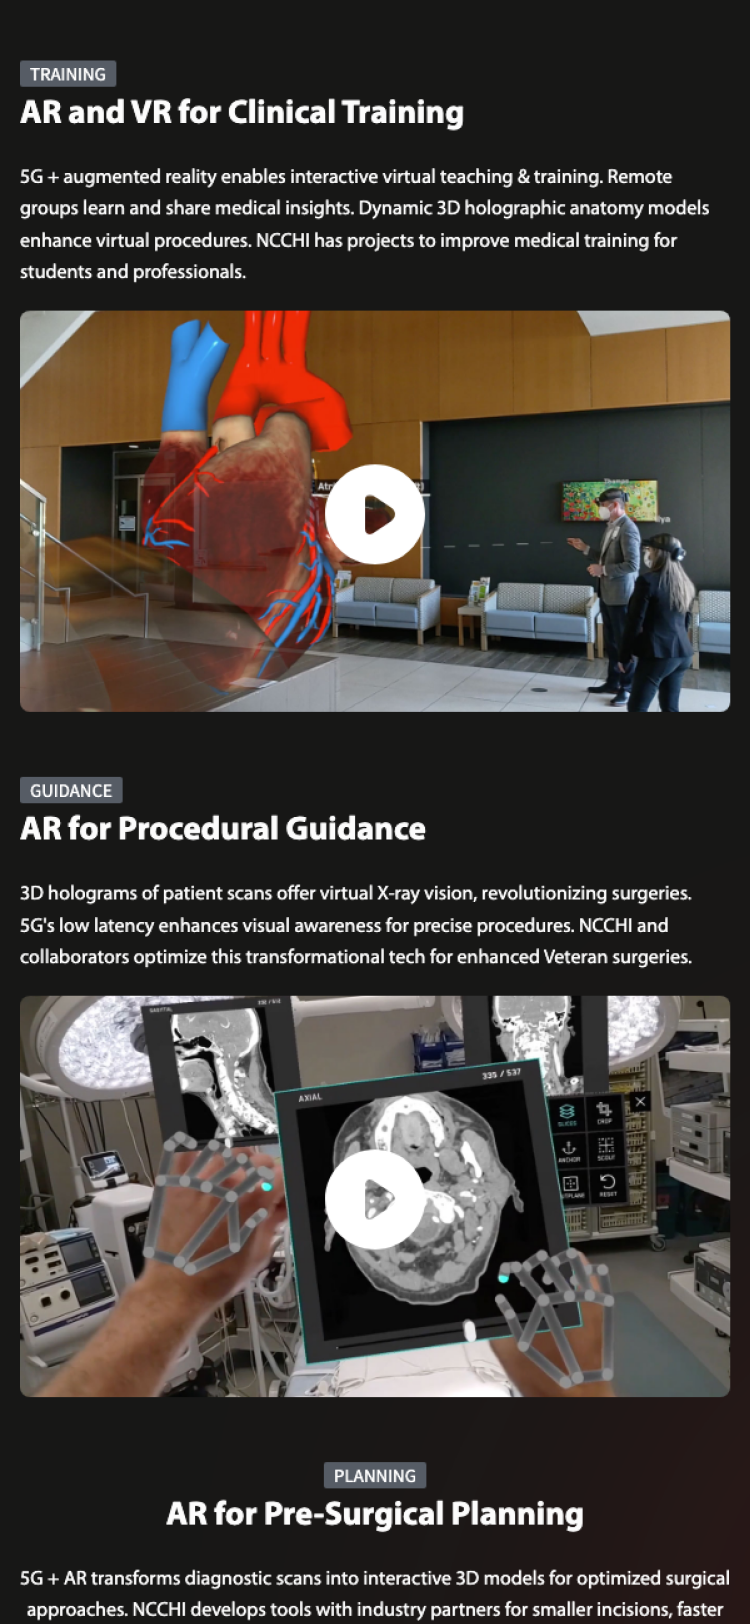 TRAINING
AR and VR for Clinical Training
5G + augmented reality enables interactive virtual teaching & training. Remote
groups learn and share medical insights. Dynamic 3D holographic anatomy models
enhance virtual procedures. NCCHI has projects to improve medical training for
students and professionals.
GUIDANCE
AR for Procedural Guidance
3D holograms of patient scans offer virtual X-ray vision, revolutionizing surgeries.
5G's low latency enhances visual awareness for precise procedures. NCCHI and
collaborators optimize this transformational tech for enhanced Veteran surgeries.
SAGITTAL
AXIAL
335 / 537
SLICES
CROP
ANCHOR
SCOUT
RESET
PLANNING
AR for Pre-Surgical Planning
5G + AR transforms diagnostic scans into interactive 3D models for optimized surgical
approaches. NCCHI develops tools with industry partners for smaller incisions, faster